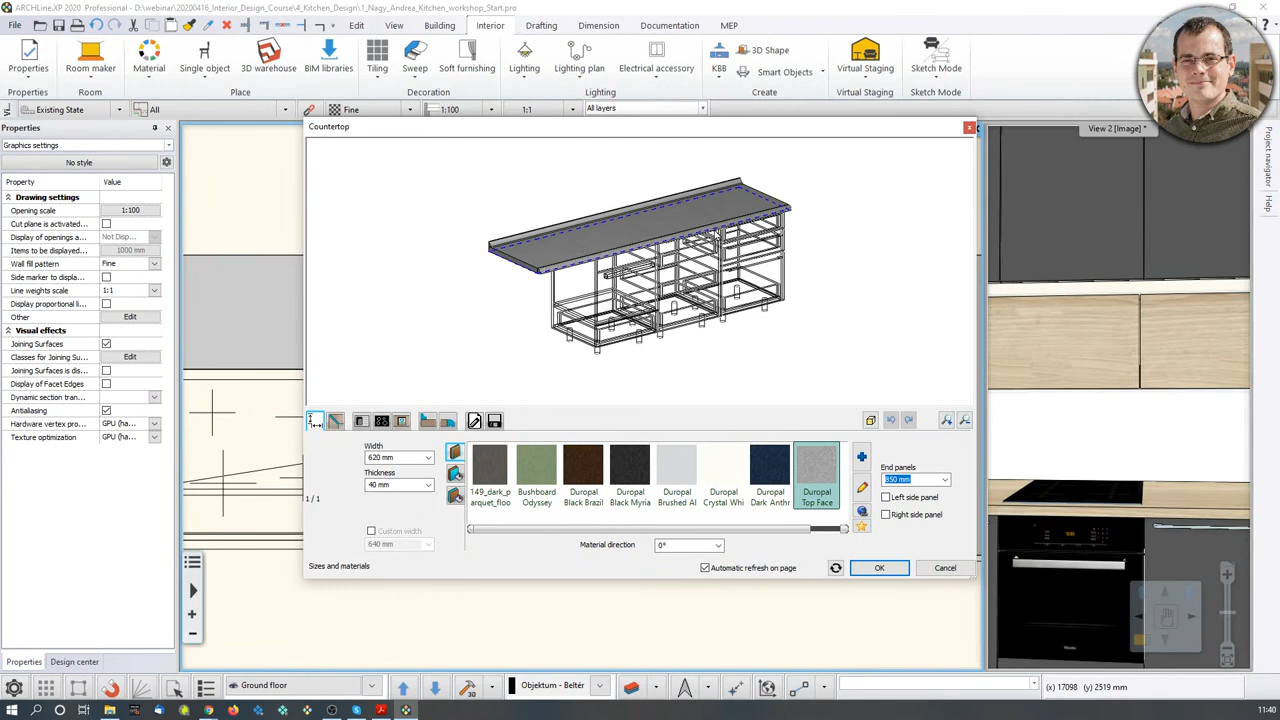 ARCHLine.XP 2020 - D:\webinar\20200416_Interior_Design_Course\4_Kitchen_Design\1_Nagy_Andrea_Kitchen_workshop_Start.pro
File Edit View Building Interior Drafting Dimension Documentation MEP
Properties Room maker Material Single object 3D warehouse BIM libraries Tiling Sweep Soft furnishing Lighting Lighting plan Electrical accessory KBB 3D Shape Smart Objects Virtual Staging Sketch Mode
Properties Room Place Decoration Lighting Create Virtual Staging Sketch Mode
Existing State All Fine 1:100 1:1 All layers
Properties
Graphics settings
No style
Property Value
Drawing settings
Opening scale 1:100
Cut plane is activated...
Display of openings a... Not Disp...
Items to be displayed... 1000 mm
Wall fill pattern Fine
Side marker to displa...
Line weights scale 1:1
Display proportional li...
Other Edit
Visual effects
Joining Surfaces
Classes for Joining Su... Edit
Joining Surfaces is d...
Display of Facet Edges
Dynamic section tran...
Antialiasing
Hardware vertex pro... GPU (ha...
Texture optimization GPU (ha...
Properties Design center
Countertop
View 2 [Image] *
Project navigator
Help
Width
620 mm
Thickness
40 mm
1 / 1
Custom width
640 mm
Sizes and materials
149_dark_p arquet_floo
Bushboard Odyssey
Duropal Black Brazil
Duropal Black Myria
Duropal Brushed Al
Duropal Crystal Whi
Duropal Dark Anthr
Duropal Top Face
Material direction 0°
End panels
850 mm
Left side panel
Right side panel
Automatic refresh on page OK Cancel
Miele
Ground floor Objektum - Beltér (x) 17098 (y) 2519 mm
11:40